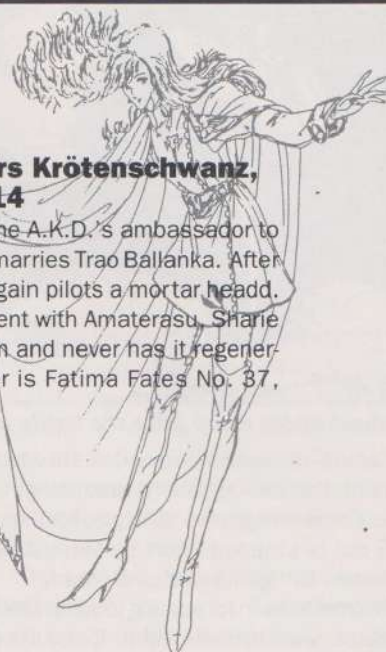 rs Krötenschwanz,
14
he A.K.D.'s ambassador to
marries Trao Ballanka. After
gain pilots a mortar headd.
ent with Amaterasu, Sharie
m and never has it regener-
r is Fatima Fates No. 37,